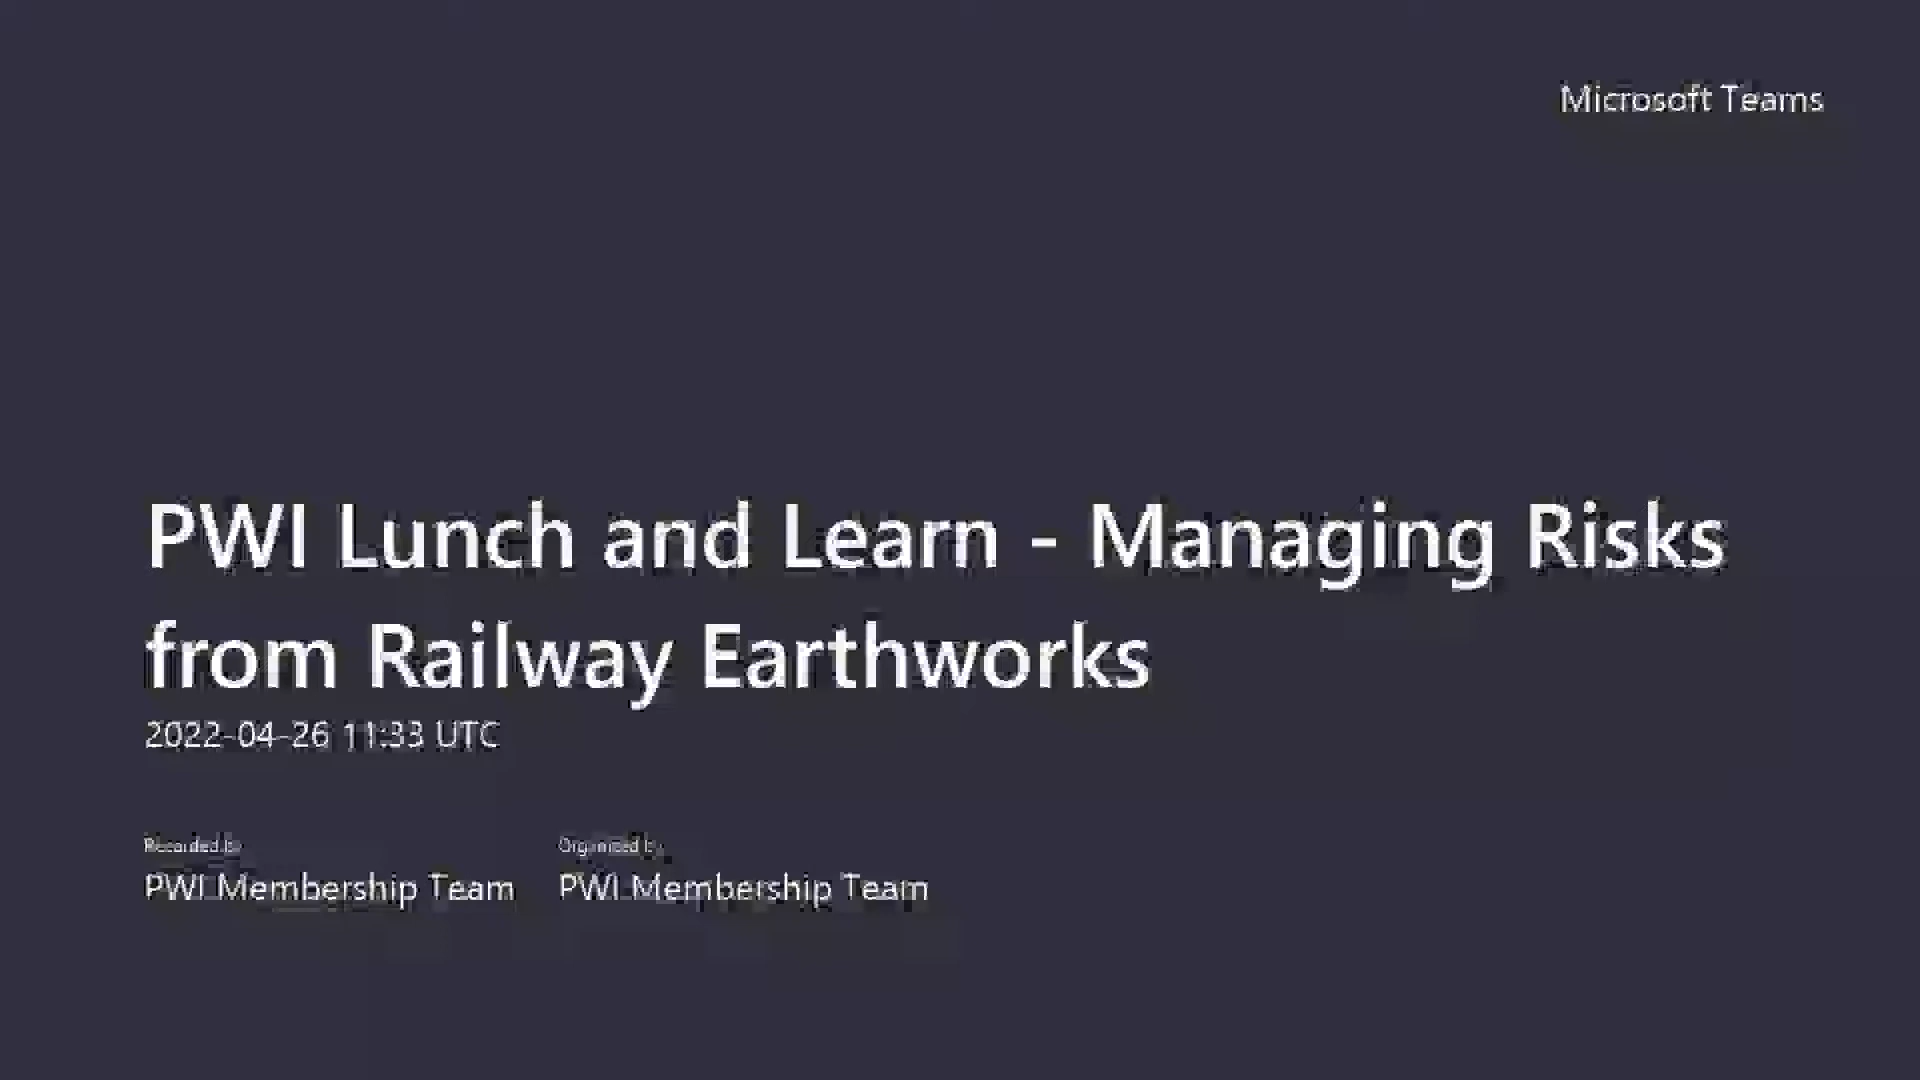 Microsoft Teams
PWI Lunch and Learn - Managing Risks
from Railway Earthworks
2022-04-26 11:33 UTC
Recorded by
Organized by
PWI Membership Team
PWI Membership Team